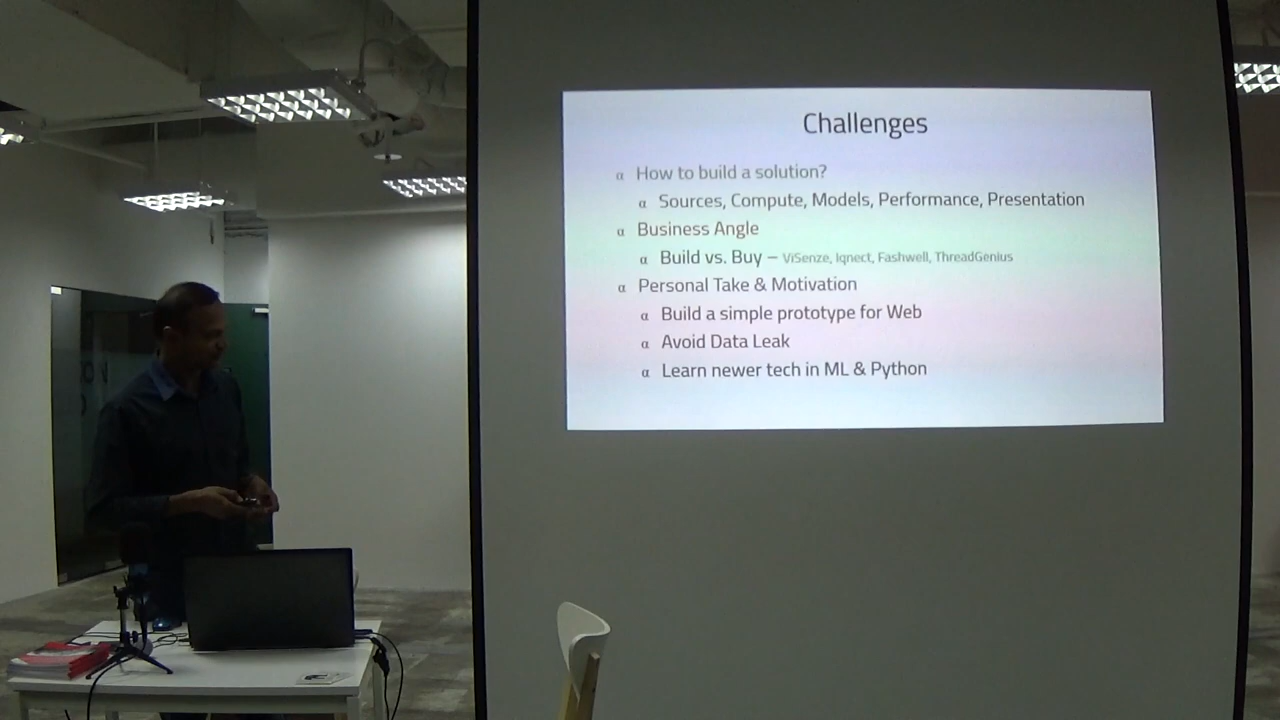 Challenges
α How to build a solution?
α Sources, Compute, Models, Performance, Presentation
α Business Angle
α Build vs. Buy – ViSenze, Iqnect, Fashwell, ThreadGenius
α Personal Take & Motivation
α Build a simple prototype for Web
α Avoid Data Leak
α Learn newer tech in ML & Python